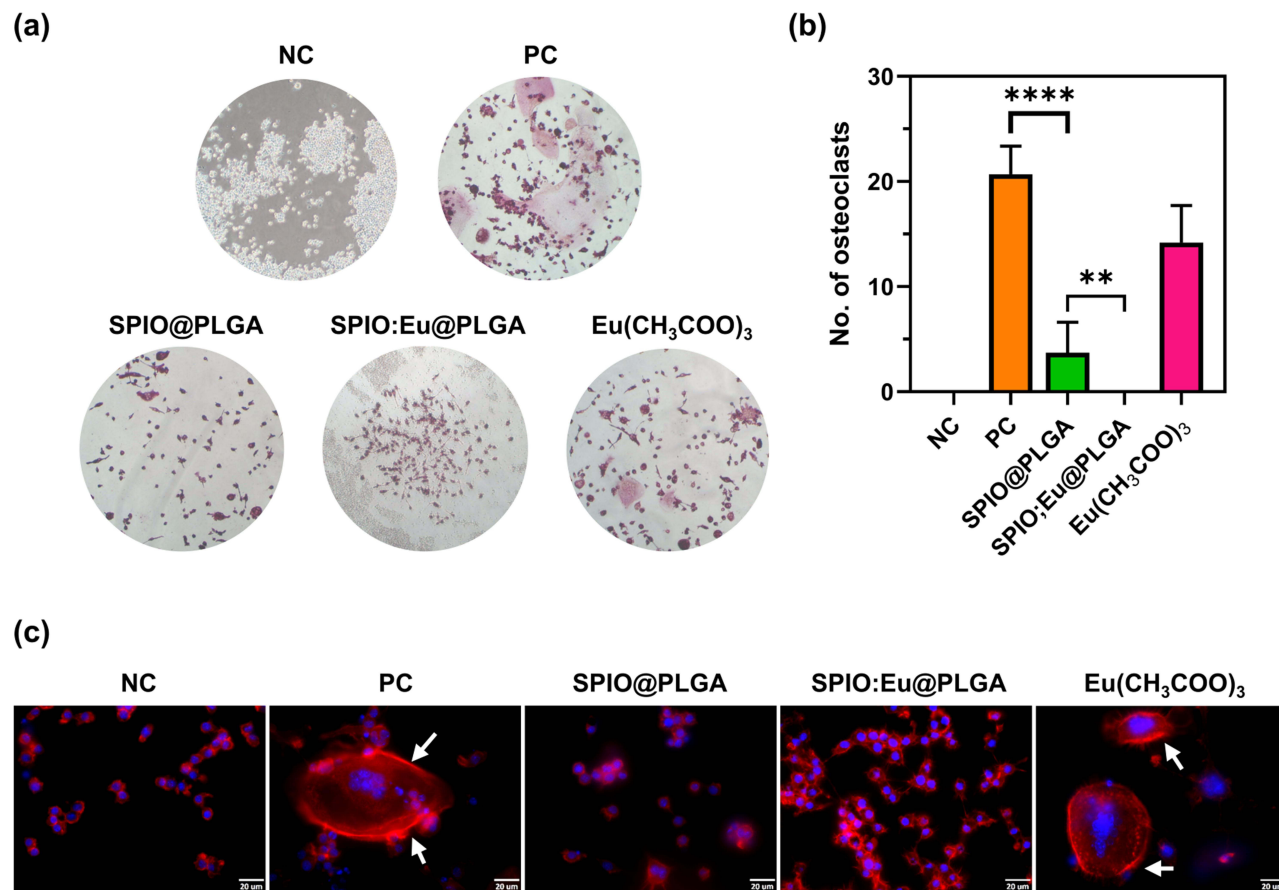 (a)
NC
PC
SPIO@PLGA
SPIO:Eu@PLGA
Eu(CH₃COO)₃
(b)
No. of osteoclasts
30
20
10
0
****
**
NC
PC
SPIO@PLGA
SPIO;Eu@PLGA
Eu(CH₃COO)₃
(c)
NC
PC
SPIO@PLGA
SPIO:Eu@PLGA
Eu(CH₃COO)₃
20 um
20 um
20 um
20 um
20 um